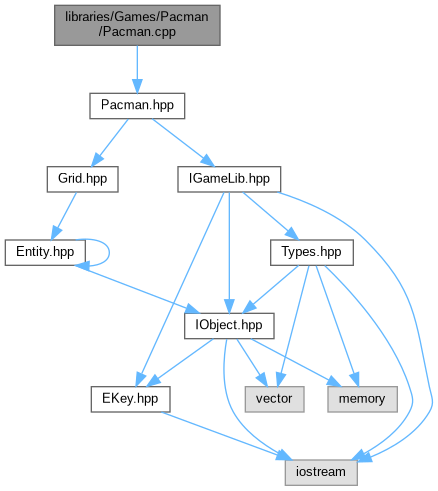 libraries/Games/Pacman
/Pacman.cpp
Pacman.hpp
Grid.hpp
IGameLib.hpp
Entity.hpp
Types.hpp
IObject.hpp
EKey.hpp
vector
memory
iostream